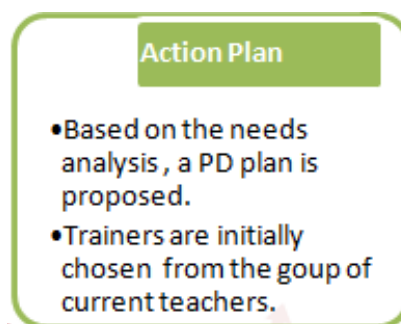 Action Plan
•Based on the needs
analysis , a PD plan is
proposed.
•Trainers are initially
chosen from the goup of
current teachers.